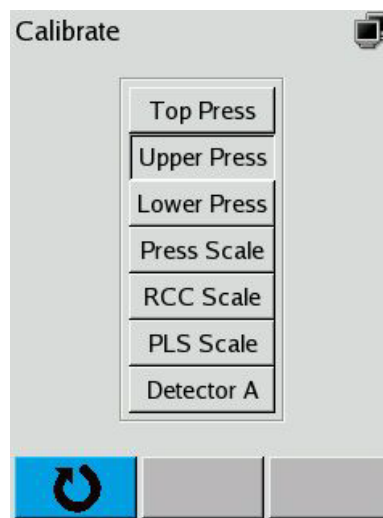 Calibrate
Top Press
Upper Press
Lower Press
Press Scale
RCC Scale
PLS Scale
Detector A